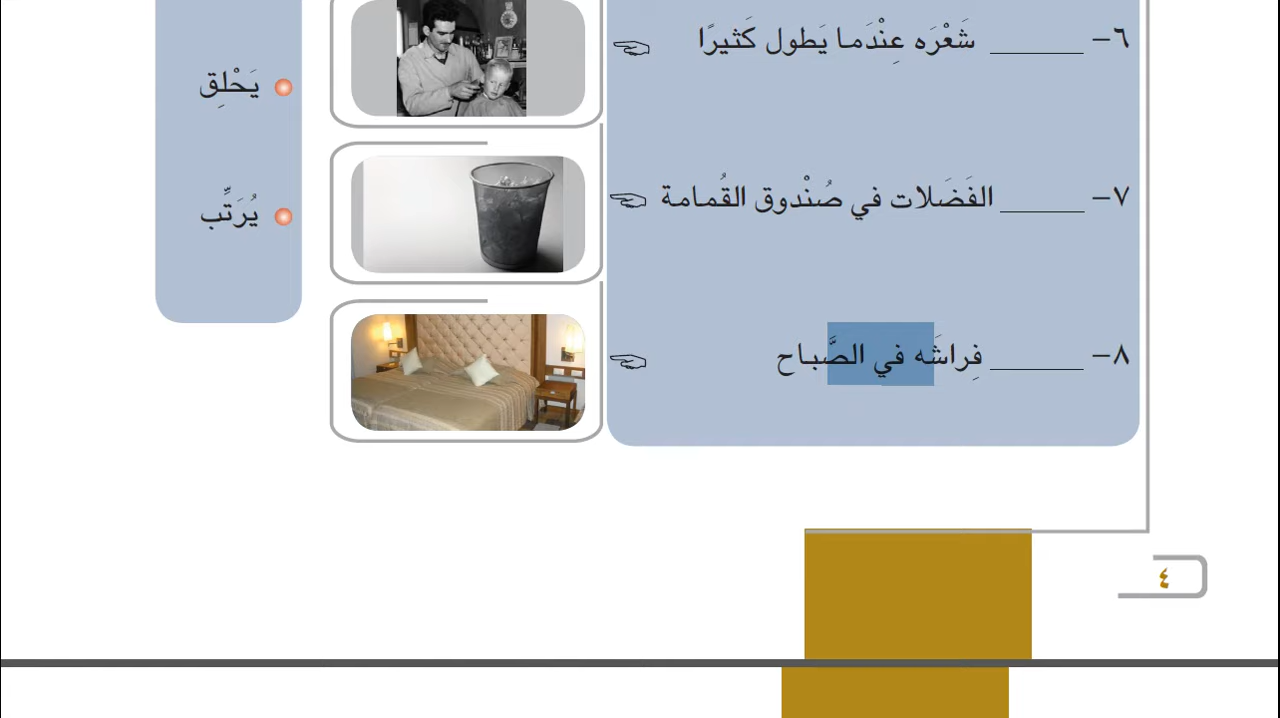 ٦- ______ شَعْرَه عِنْدَما يَطول كَثيرًا
٧- ______ الفَضَلات في صُنْدوق القُمامة
٨- ______ فِراشَه في الصَّباح
يَحْلِق
يُرَتِّب
٤